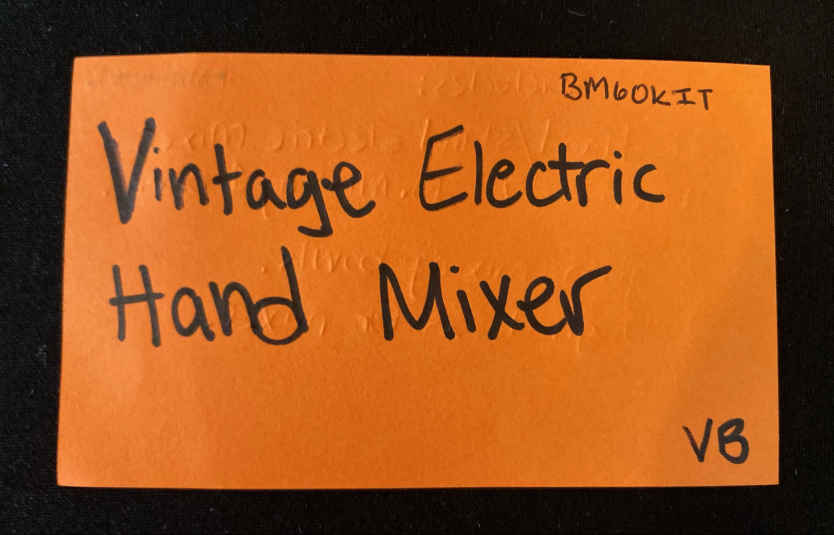 BM60KIT
Vintage Electric
Hand Mixer
VB